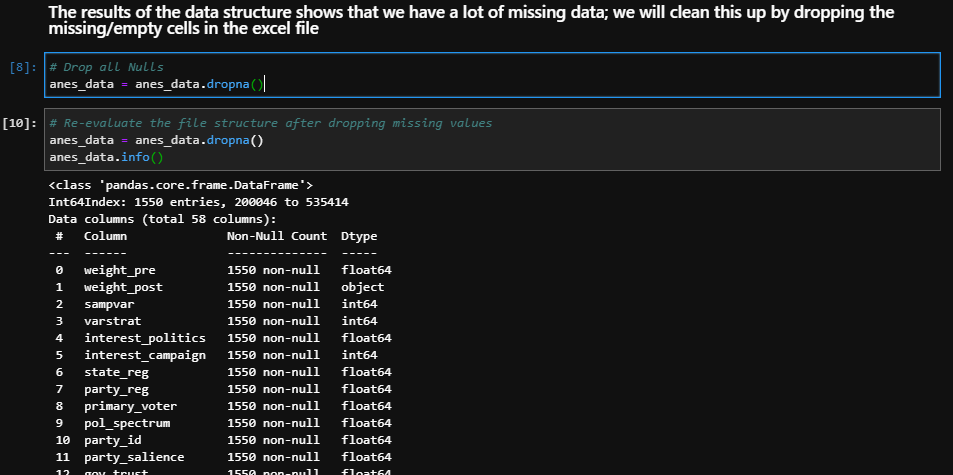 The results of the data structure shows that we have a lot of missing data; we will clean this up by dropping the
missing/empty cells in the excel file
[8]: # Drop all Nulls
anes_data = anes_data.dropna()
[10]: # Re-evaluate the file structure after dropping missing values
anes_data = anes_data.dropna()
anes_data.info()
<class 'pandas.core.frame.DataFrame'>
Int64Index: 1550 entries, 200046 to 535414
Data columns (total 58 columns):
# Column Non-Null Count Dtype
--- ------ -------------- -----
0 weight_pre 1550 non-null float64
1 weight_post 1550 non-null object
2 sampvar 1550 non-null int64
3 varstrat 1550 non-null int64
4 interest_politics 1550 non-null float64
5 interest_campaign 1550 non-null int64
6 state_reg 1550 non-null float64
7 party_reg 1550 non-null float64
8 primary_voter 1550 non-null float64
9 pol_spectrum 1550 non-null float64
10 party_id 1550 non-null float64
11 party_salience 1550 non-null float64
12 gov_trust 1550 non-null float64